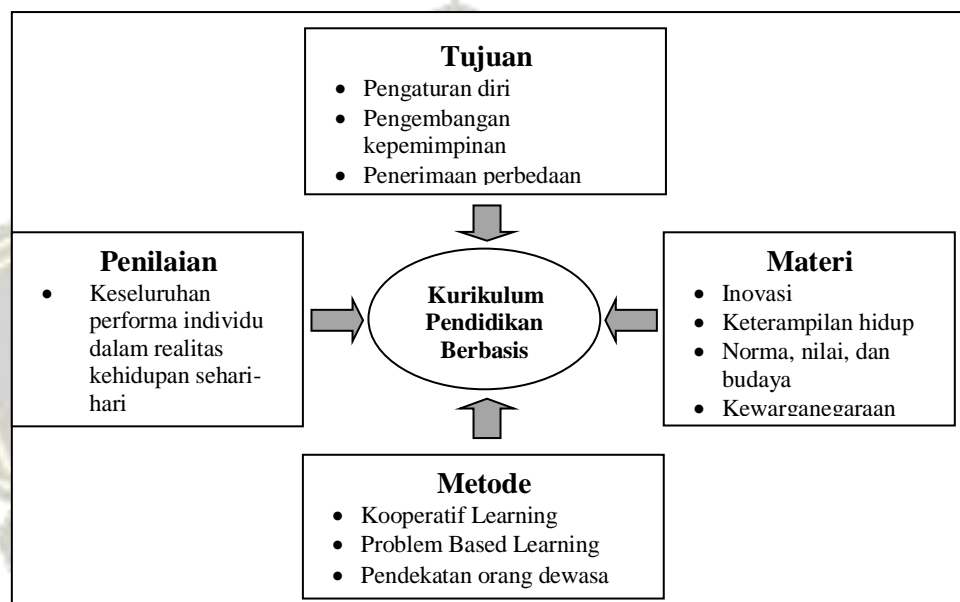 Tujuan
• Pengaturan diri
• Pengembangan
kepemimpinan
• Penerimaan perbedaan
Penilaian
• Keseluruhan
performa individu
dalam realitas
kehidupan sehari-
hari
Kurikulum
Pendidikan
Berbasis
Materi
• Inovasi
• Keterampilan hidup
• Norma, nilai, dan
budaya
• Kewarganegaraan
Metode
• Kooperatif Learning
• Problem Based Learning
• Pendekatan orang dewasa